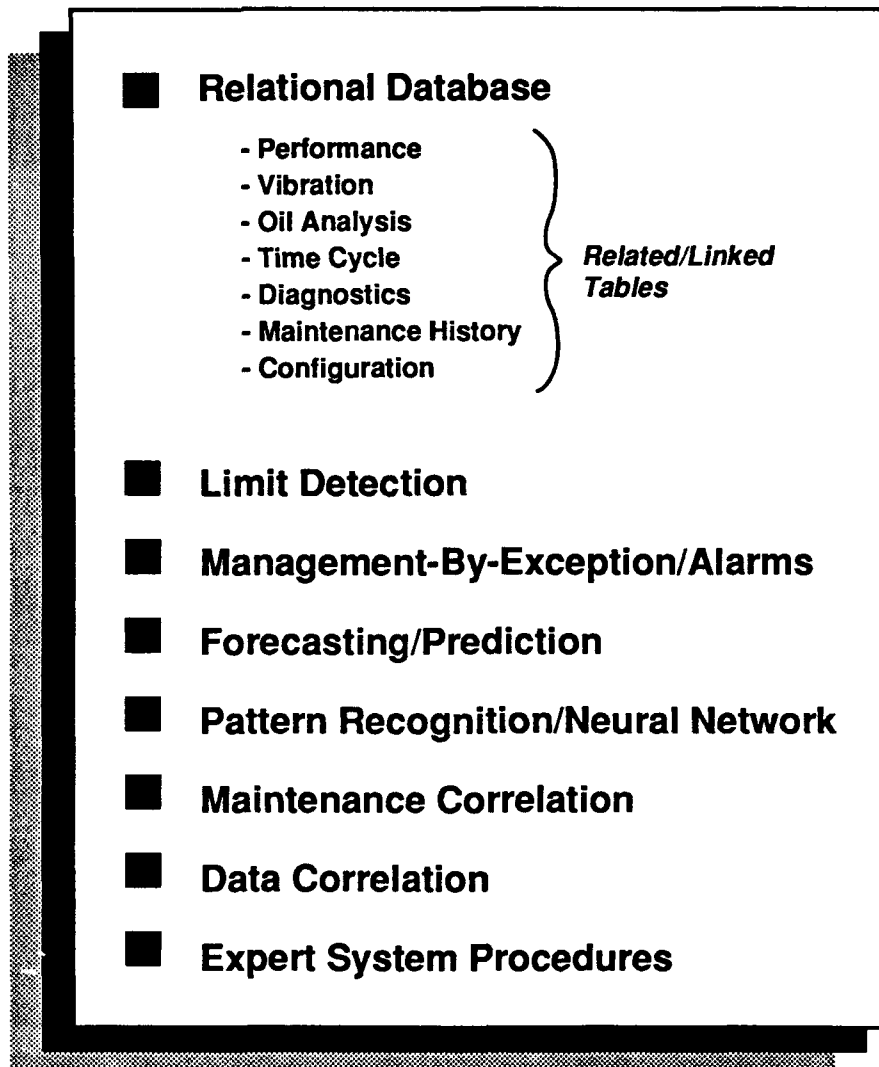 Relational Database
- Performance
- Vibration
- Oil Analysis
- Time Cycle
- Diagnostics
- Maintenance History
- Configuration
Related/Linked
Tables
Limit Detection
Management-By-Exception/Alarms
Forecasting/Prediction
Pattern Recognition/Neural Network
Maintenance Correlation
Data Correlation
Expert System Procedures